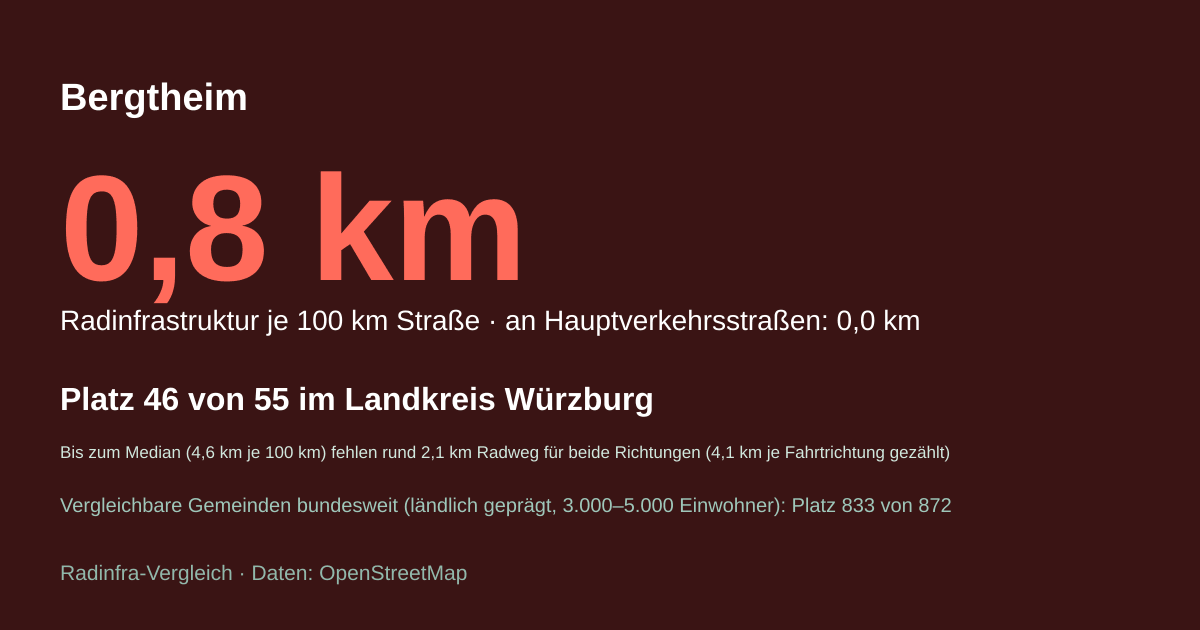 Bergtheim
0,8 km
Radinfrastruktur je 100 km Straße · an Hauptverkehrsstraßen: 0,0 km
Platz 46 von 55 im Landkreis Würzburg
Bis zum Median (4,6 km je 100 km) fehlen rund 2,1 km Radweg für beide Richtungen (4,1 km je Fahrtrichtung gezählt)
Vergleichbare Gemeinden bundesweit (ländlich geprägt, 3.000–5.000 Einwohner): Platz 833 von 872
Radinfra-Vergleich · Daten: OpenStreetMap